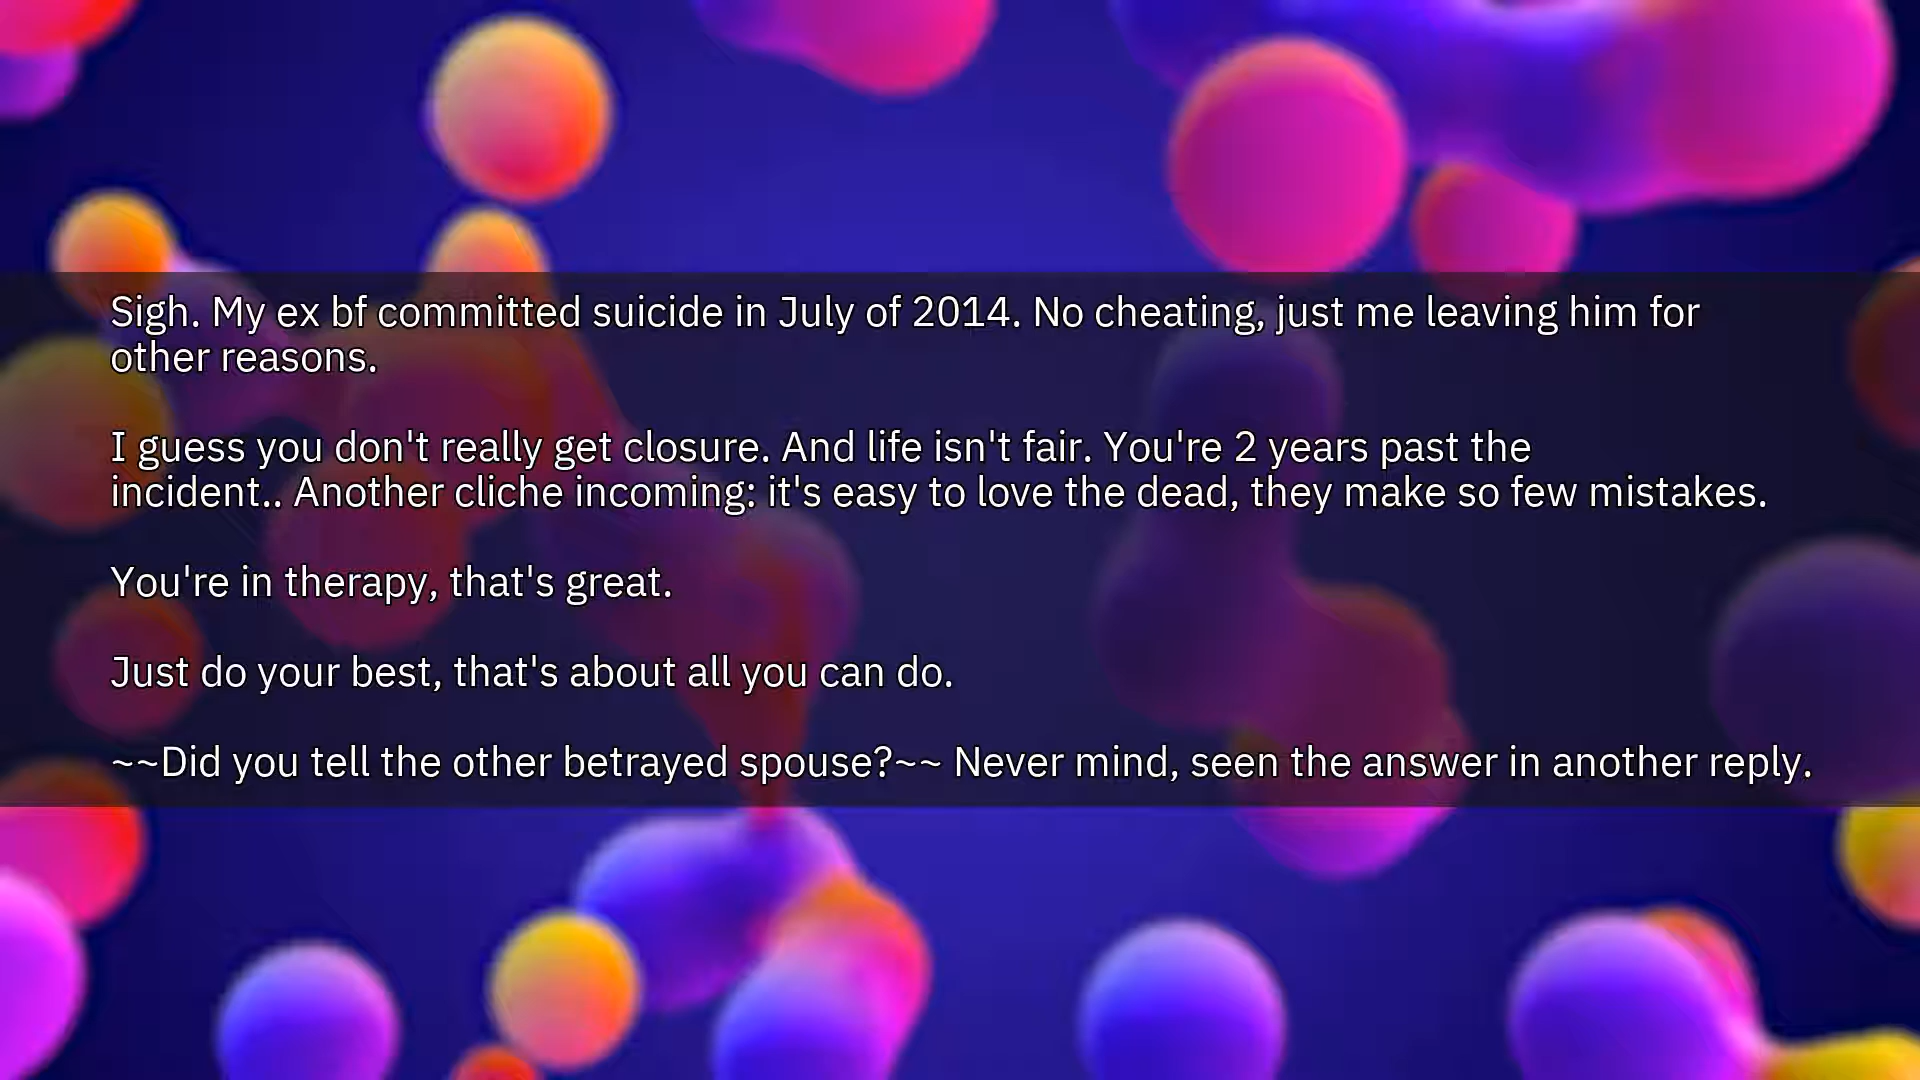 Sigh. My ex bf committed suicide in July of 2014. No cheating, just me leaving him for
other reasons.
I guess you don't really get closure. And life isn't fair. You're 2 years past the
incident.. Another cliche incoming: it's easy to love the dead, they make so few mistakes.
You're in therapy, that's great.
Just do your best, that's about all you can do.
~~Did you tell the other betrayed spouse?~~ Never mind, seen the answer in another reply.